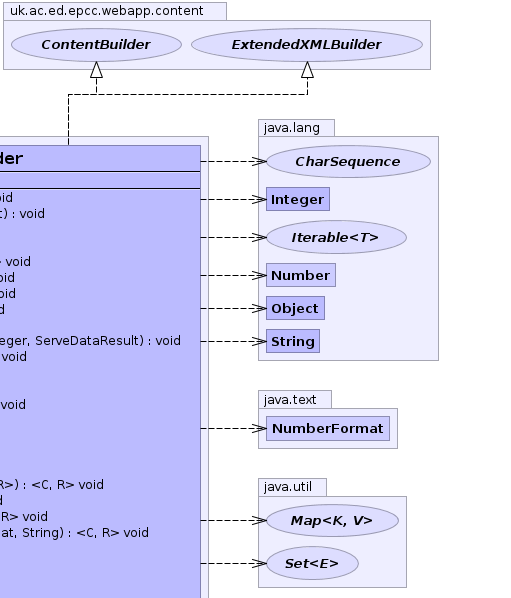 uk.ac.ed.epcc.webapp.content
ContentBuilder
ExtendedXMLBuilder
java.lang
der
CharSequence
Integer
oid
t) : void
Iterable<T>
> void
Number
oid
oid
Object
d
eger, ServeDataResult) : void
String
void
java.text
void
NumberFormat
R>) : <C, R> void
java.util
d
R> void
Map<K, V>
at, String) : <C, R> void
Set<E>